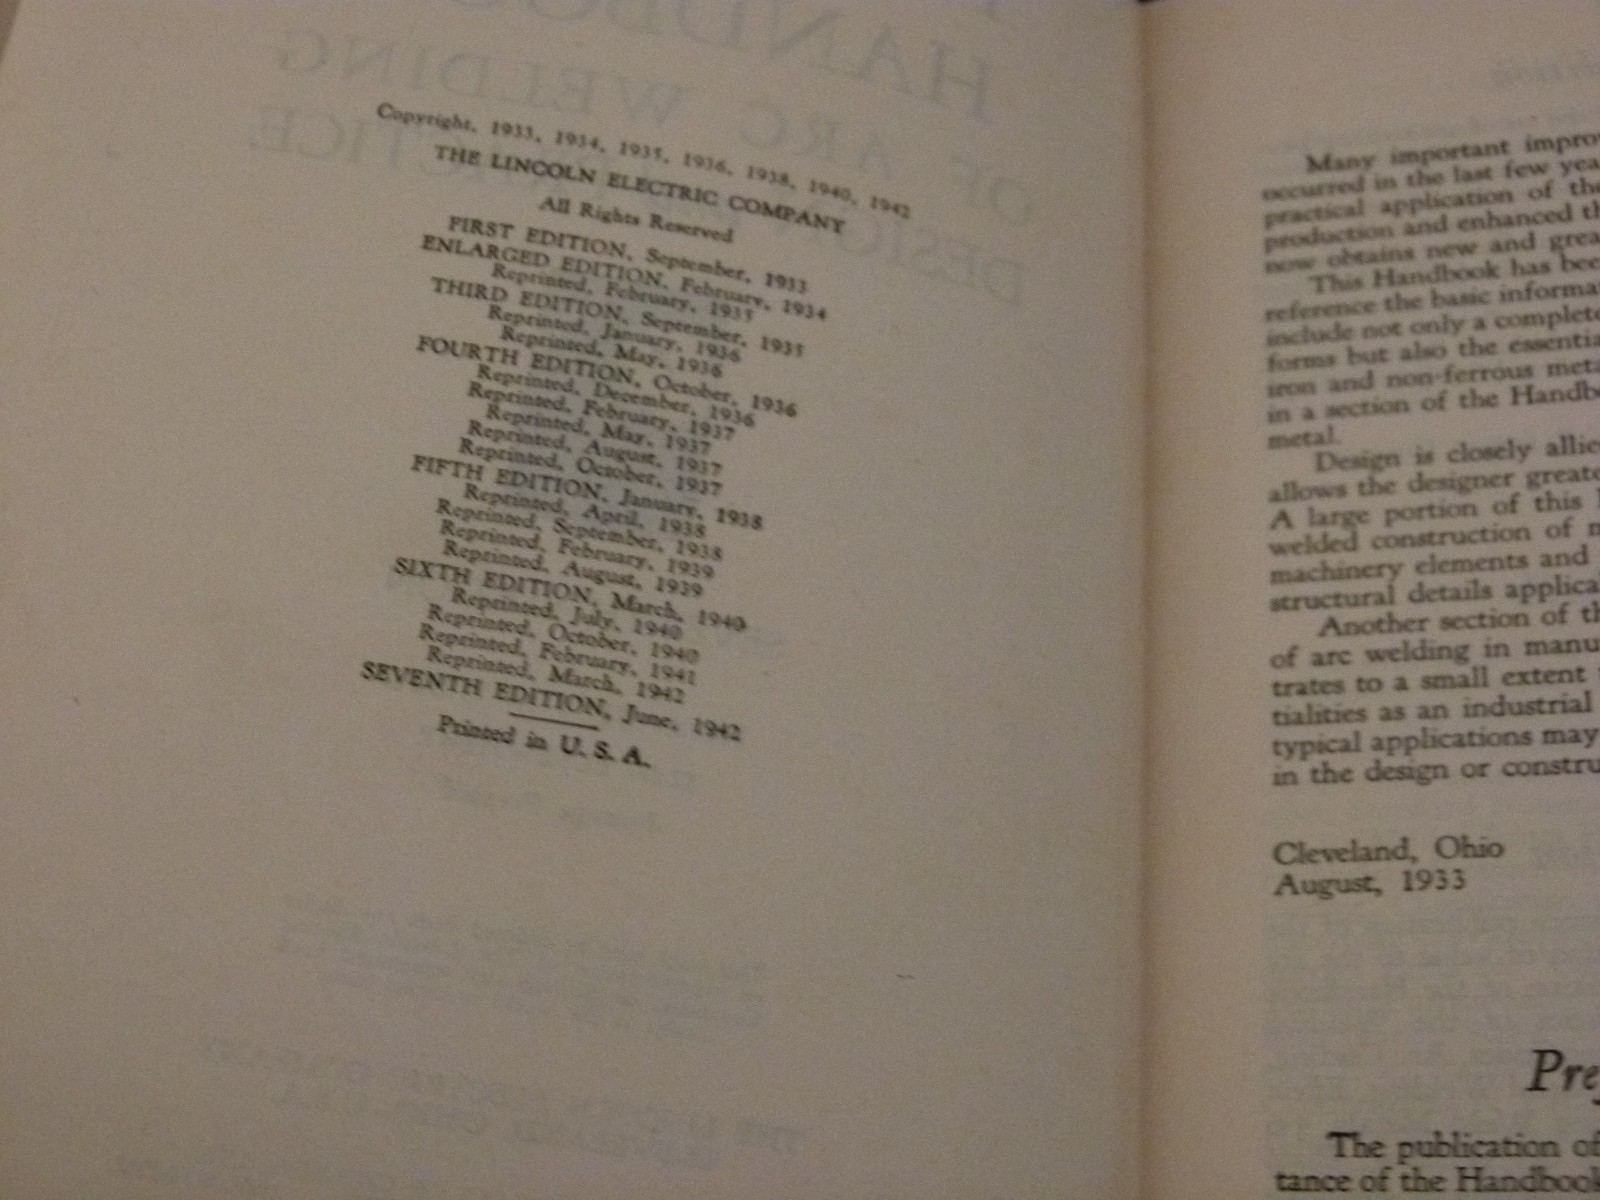 Copyright, 1933, 1934, 1935, 1936, 1938, 1940, 1942
THE LINCOLN ELECTRIC COMPANY
All Rights Reserved
FIRST EDITION, September, 1933
ENLARGED EDITION, February, 1934
Reprinted, February, 1935
THIRD EDITION, September, 1935
Reprinted, January, 1936
Reprinted, May, 1936
FOURTH EDITION, October, 1936
Reprinted, December, 1936
Reprinted, February, 1937
Reprinted, May, 1937
Reprinted, August, 1937
Reprinted, October, 1937
FIFTH EDITION, January, 1938
Reprinted, April, 1938
Reprinted, September, 1938
Reprinted, February, 1939
Reprinted, August, 1939
SIXTH EDITION, March, 1940
Reprinted, July, 1940
Reprinted, October, 1940
Reprinted, February, 1941
Reprinted, March, 1942
SEVENTH EDITION, June, 1942
Printed in U. S. A.
Many important impro
occurred in the last few yea
practical application of the
production and enhanced th
now obtains new and grea
This Handbook has bee
reference the basic informa
include not only a complete
forms but also the essentia
iron and non-ferrous meta
in a section of the Handb
metal.
Design is closely allie
allows the designer greate
A large portion of this
welded construction of m
machinery elements and
structural details applica
Another section of th
of arc welding in manu
trates to a small extent
tialities as an industrial
typical applications may
in the design or constru
Cleveland, Ohio
August, 1933
Pre
The publication of
tance of the Handbook